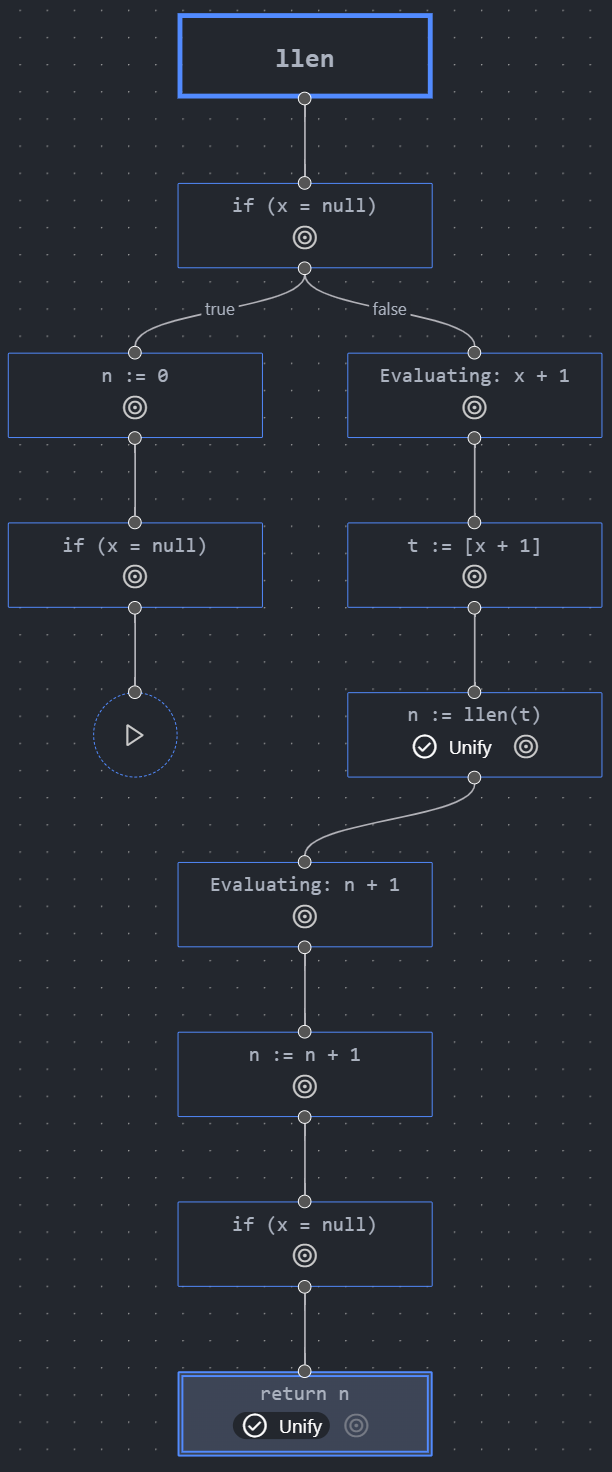 llen
if (x = null)
true
false
n := 0
Evaluating: x + 1
if (x = null)
t := [x + 1]
n := llen(t)
Unify
Evaluating: n + 1
n := n + 1
if (x = null)
return n
Unify